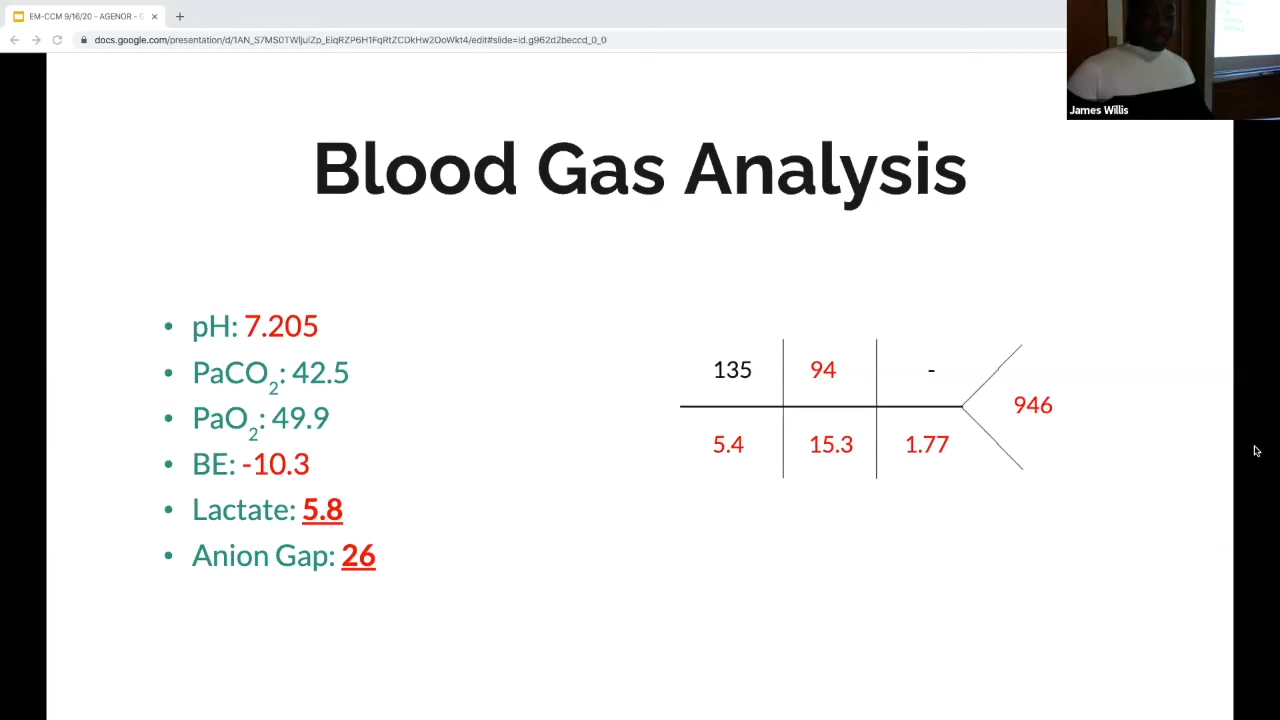 EM-CCM 9/16/20 - AGENOR - G
docs.google.com/presentation/d/1AN_S7MS0TWljulZp_EiqRZP6H1FqRtZCDkHw2OoWkt4/edit#slide=id.g962d2beccd_0_0
James Willis
Blood Gas Analysis
• pH: 7.205
• PaCO2: 42.5
• PaO2: 49.9
• BE: -10.3
• Lactate: 5.8
• Anion Gap: 26
135 94 -
946
5.4 15.3 1.77